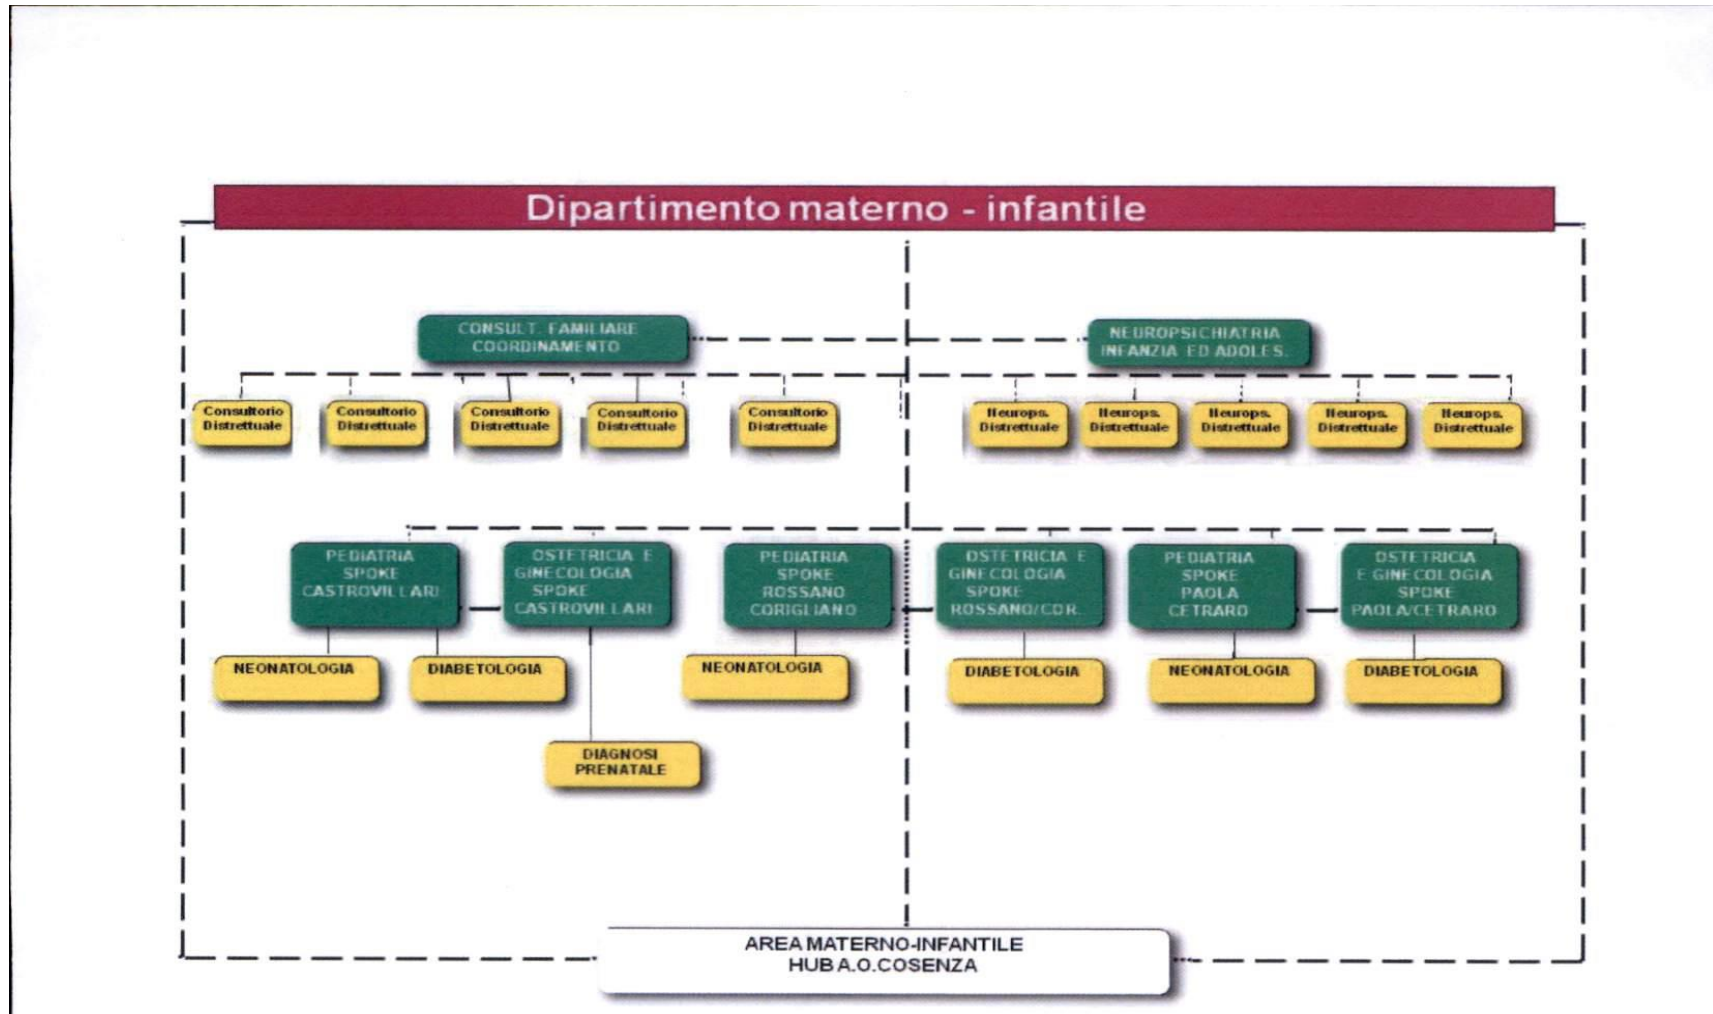 Dipartimento materno - infantile
CONSULT. FAMILIARE
COORDINAMENTO
NEUROPSICHIATRIA
INFANZIA ED ADOLES.
Consultorio
Distrettuale
Consultorio
Distrettuale
Consultorio
Distrettuale
Consultorio
Distrettuale
Consultorio
Distrettuale
Neurops.
Distrettuale
Neurops.
Distrettuale
Neurops.
Distrettuale
Neurops.
Distrettuale
Neurops.
Distrettuale
PEDIATRIA
SPOKE
CASTROVILLARI
OSTETRICIA E
GINECOLOGIA
SPOKE
CASTROVILLARI
PEDIATRIA
SPOKE
ROSSANO
CORIGLIANO
OSTETRICIA E
GINECOLOGIA
SPOKE
ROSSANO/COR.
PEDIATRIA
SPOKE
PAOLA
CETRARO
OSTETRICIA
E GINECOLOGIA
SPOKE
PAOLA/CETRARO
NEONATOLOGIA
DIABETOLOGIA
NEONATOLOGIA
DIABETOLOGIA
NEONATOLOGIA
DIABETOLOGIA
DIAGNOSI
PRENATALE
AREA MATERNO-INFANTILE
HUB A.O.COSENZA